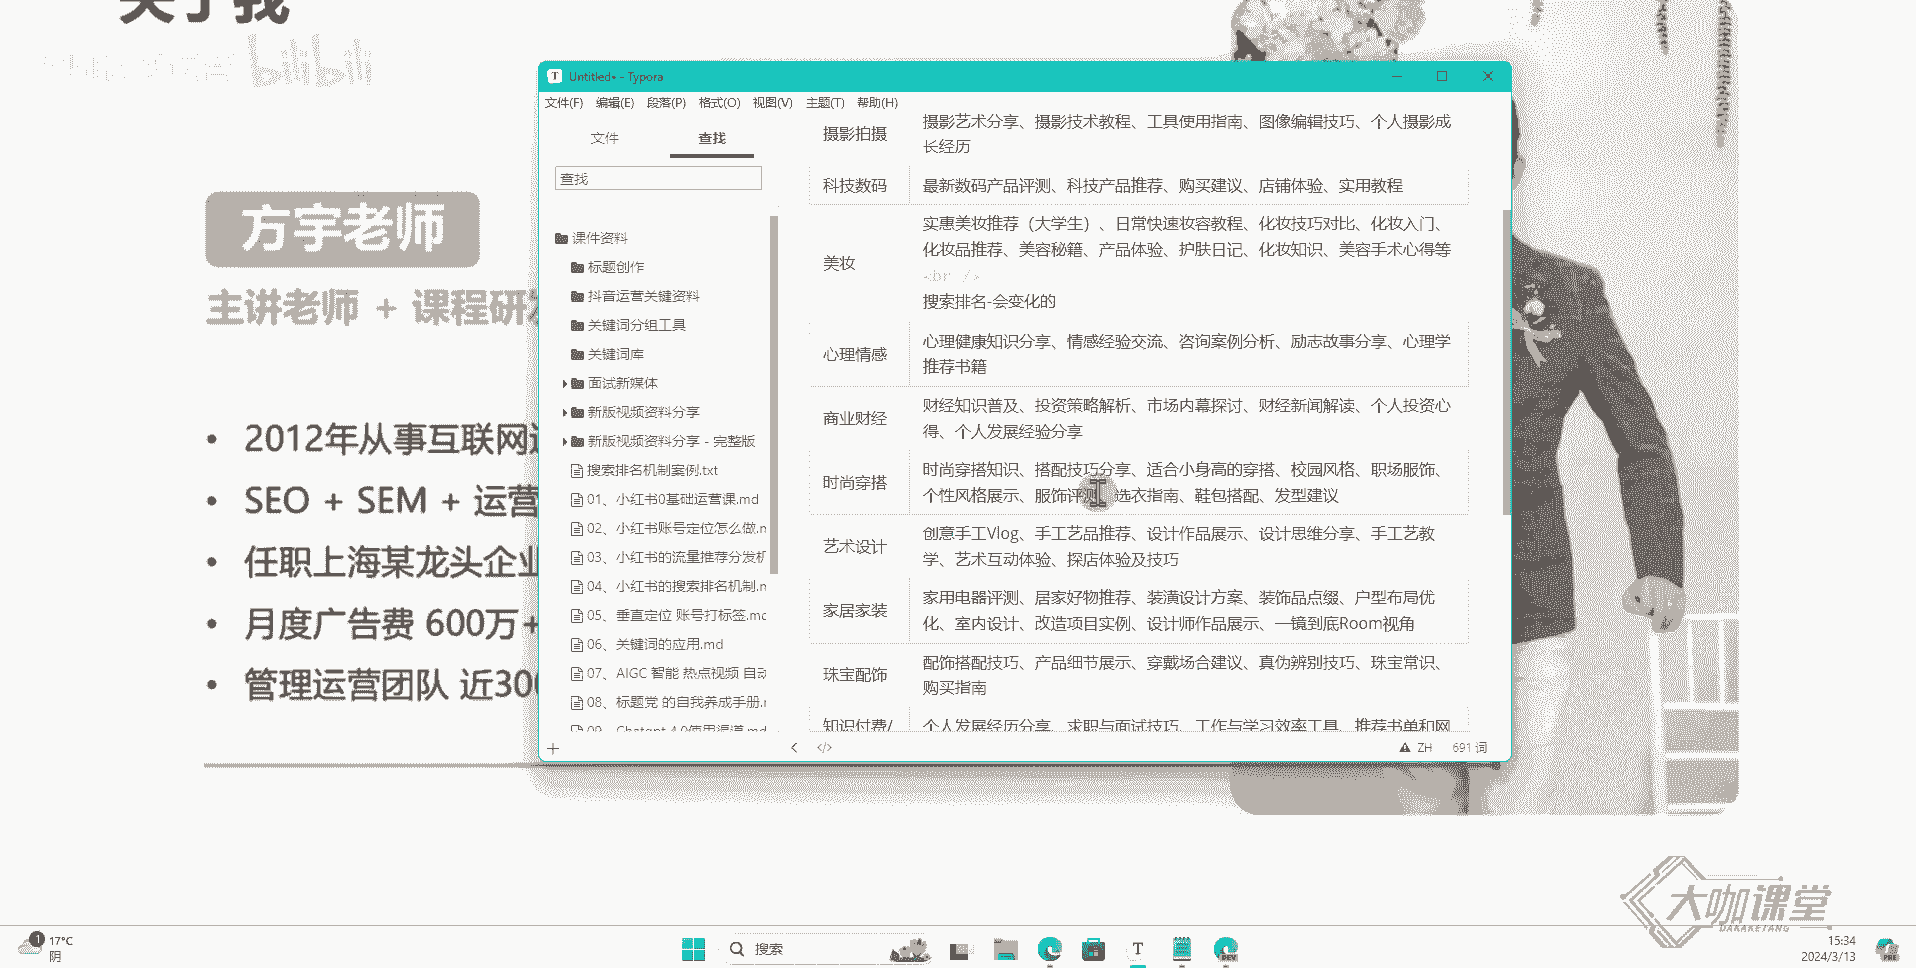 关于我
bilibili
方宇老师
主讲老师 + 课程研发
• 2012年从事互联网
• SEO + SEM + 运营
• 任职上海某龙头企业
• 月度广告费 600万+
• 管理运营团队 近300
Untitled• - Typora
文件(F) 编辑(E) 段落(P) 格式(O) 视图(V) 主题(T) 帮助(H)
文件 查找
查找
课件资料
标题创作
抖音运营关键资料
关键词分组工具
关键词库
面试新媒体
新版视频资料分享
新版视频资料分享 - 完整版
搜索排名机制案例.txt
01、小红书0基础运营课.md
02、小红书账号定位怎么做.m
03、小红书的流量推荐分发机
04、小红书的搜索排名机制.m
05、垂直定位 账号打标签.mc
06、关键词的应用.md
07、AIGC 智能 热点视频 自动
08、标题党 的自我养成手册.r
09、Chatgpt 4.0使用渠道.md
摄影拍摄
摄影艺术分享、摄影技术教程、工具使用指南、图像编辑技巧、个人摄影成
长经历
科技数码
最新数码产品评测、科技产品推荐、购买建议、店铺体验、实用教程
美妆
实惠美妆推荐（大学生）、日常快速妆容教程、化妆技巧对比、化妆入门、
化妆品推荐、美容秘籍、产品体验、护肤日记、化妆知识、美容手术心得等
<br />
搜索排名-会变化的
心理情感
心理健康知识分享、情感经验交流、咨询案例分析、励志故事分享、心理学
推荐书籍
商业财经
财经知识普及、投资策略解析、市场内幕探讨、财经新闻解读、个人投资心
得、个人发展经验分享
时尚穿搭
时尚穿搭知识、搭配技巧分享、适合小身高的穿搭、校园风格、职场服饰、
个性风格展示、服饰评测、选衣指南、鞋包搭配、发型建议
艺术设计
创意手工Vlog、手工艺品推荐、设计作品展示、设计思维分享、手工艺教
学、艺术互动体验、探店体验及技巧
家居家装
家用电器评测、居家好物推荐、装潢设计方案、装饰品点缀、户型布局优
化、室内设计、改造项目实例、设计师作品展示、一镜到底Room视角
珠宝配饰
配饰搭配技巧、产品细节展示、穿戴场合建议、真伪辨别技巧、珠宝常识、
购买指南
知识付费/
个人发展经历分享、求职与面试技巧、工作与学习效率工具、推荐书单和网
ZH 691 词
大咖课堂
DAKAKETANG
1 17°C
阴
搜索
DEV
15:34
2024/3/13
PRE